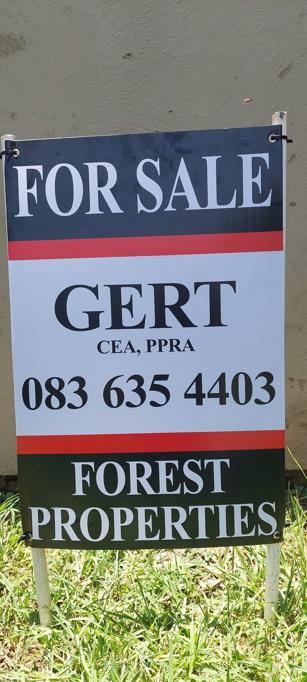 FOR SALE
GERT
CEA, PPRA
083 635 4403
FOREST
PROPERTIES